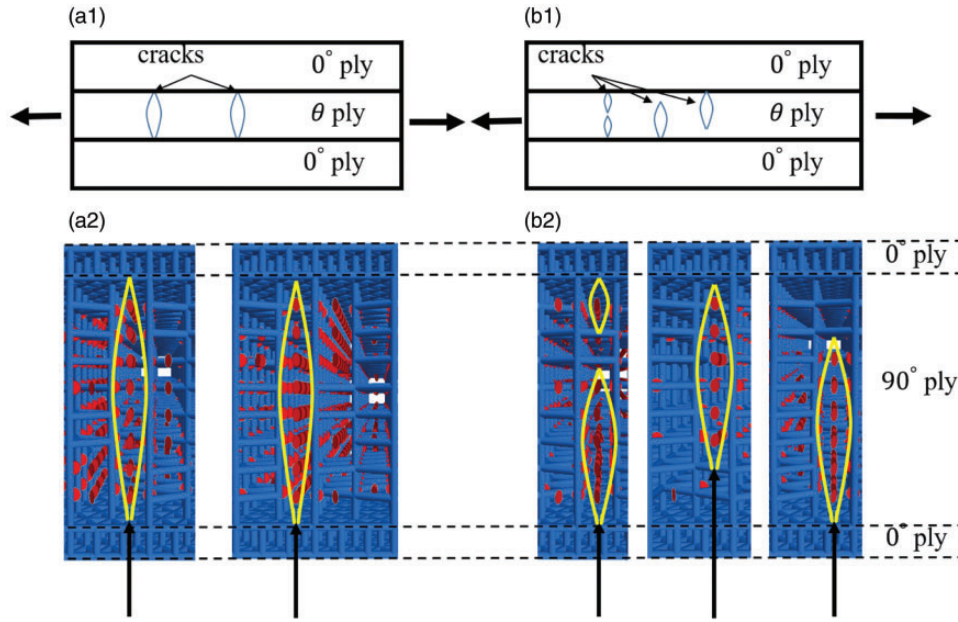 (a1)
cracks
0° ply
θ ply
0° ply
(b1)
cracks
0° ply
θ ply
0° ply
(a2)
(b2)
0° ply
90° ply
0° ply